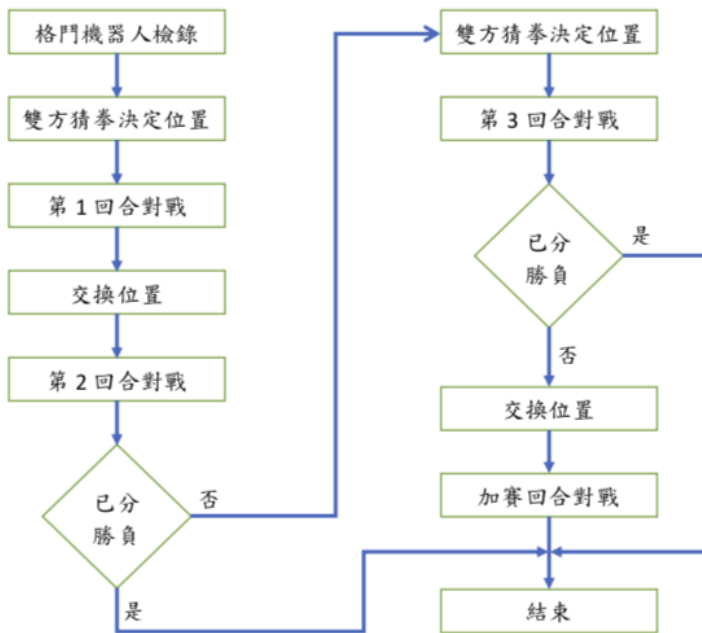 格鬥機器人檢錄
雙方猜拳決定位置
第 1 回合對戰
交換位置
第 2 回合對戰
已分
勝負
否
是
雙方猜拳決定位置
第 3 回合對戰
已分
勝負
是
否
交換位置
加賽回合對戰
結束